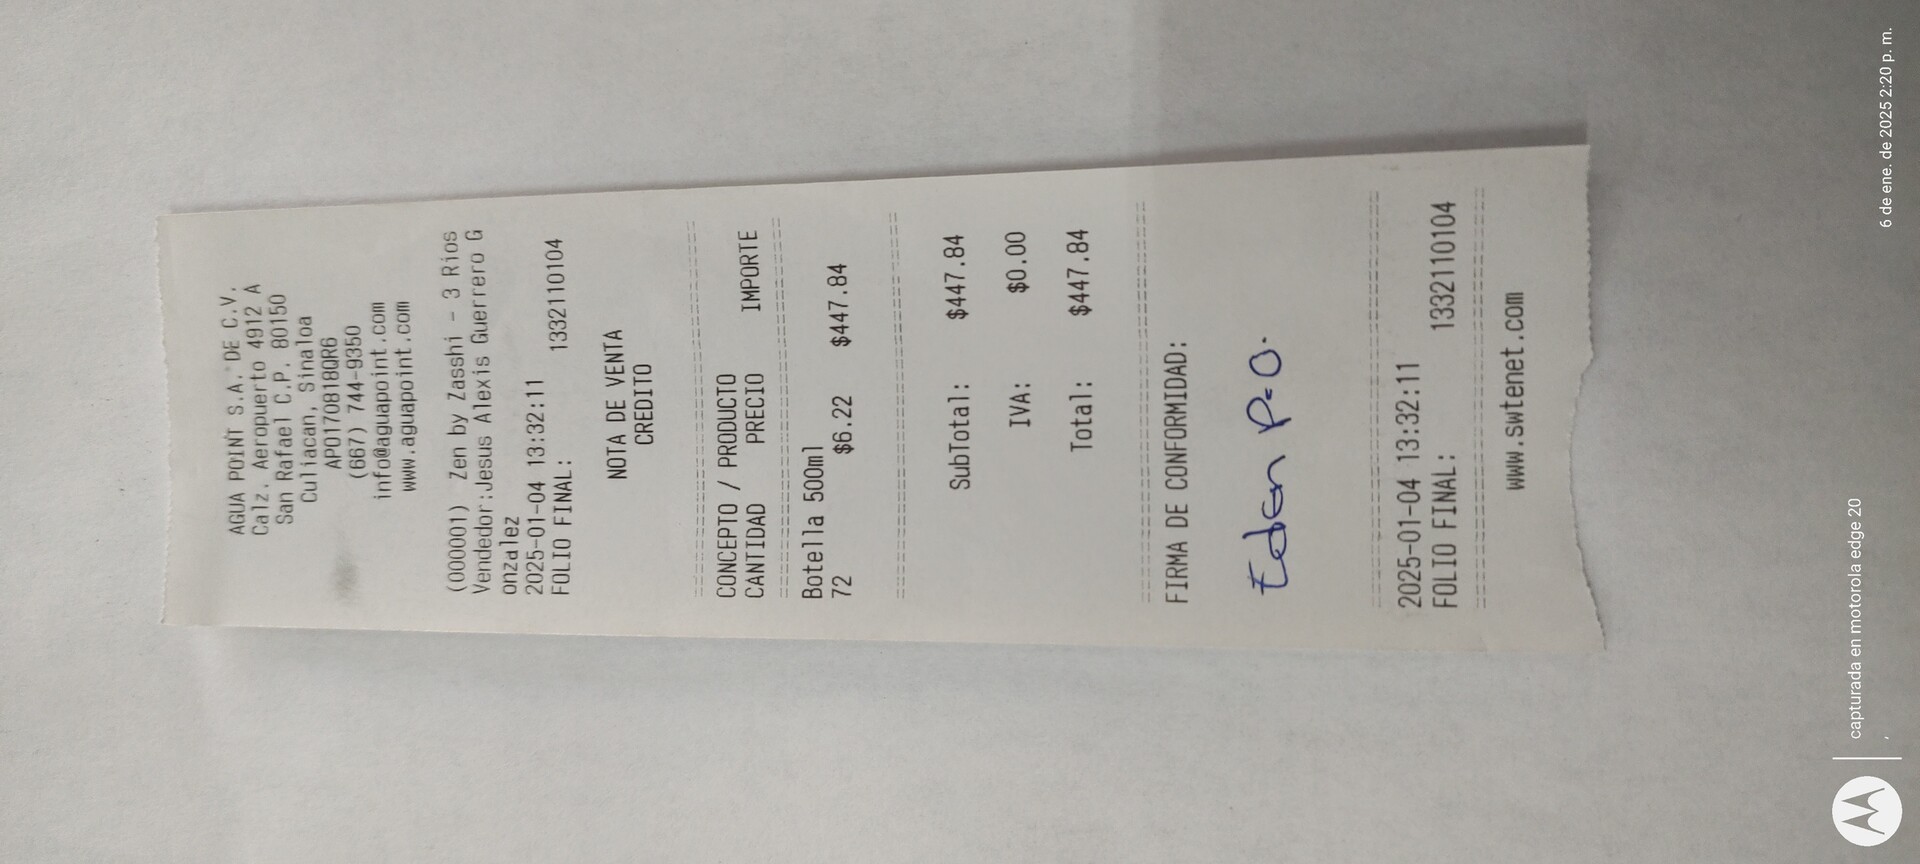 AGUA POINT S.A. DE C.V.
Calz. Aeropuerto 4912 A
San Rafael C.P. 80150
Culiacan, Sinaloa
APO170818QR6
(667) 744-9350
info@aguapoint.com
www.aguapoint.com
(000001) Zen by Zasshi - 3 Rios
Vendedor:Jesus Alexis Guerrero G
onzalez
2025-01-04 13:32:11
FOLIO FINAL: 1332110104
NOTA DE VENTA
CREDITO
CONCEPTO / PRODUCTO
CANTIDAD PRECIO IMPORTE
Botella 500ml
72 $6.22 $447.84
SubTotal: $447.84
IVA: $0.00
Total: $447.84
FIRMA DE CONFORMIDAD:
Eden P.O.
2025-01-04 13:32:11
FOLIO FINAL: 1332110104
www.swtenet.com
capturada en motorola edge 20
6 de ene. de 2025 2:20 p. m.